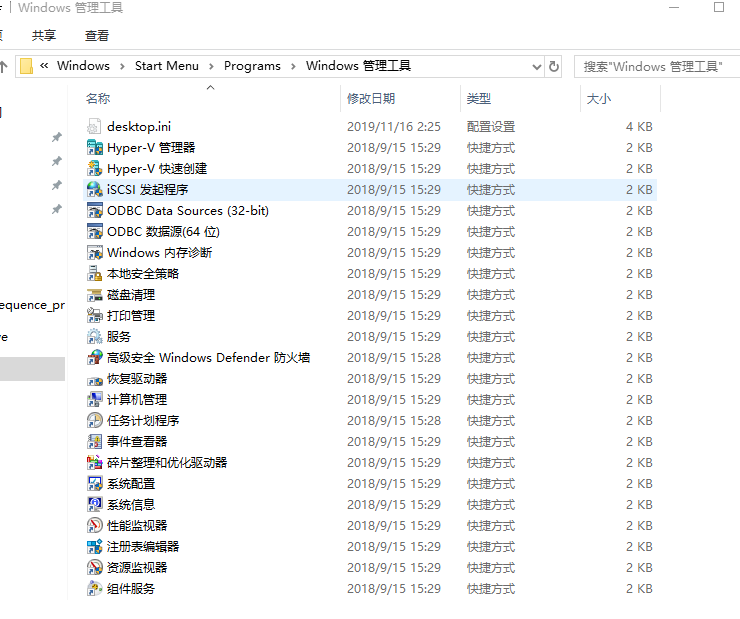 Windows 管理工具
共享 查看
« Windows › Start Menu › Programs › Windows 管理工具 搜索"Windows 管理工具"
名称 修改日期 类型 大小
desktop.ini 2019/11/16 2:25 配置设置 4 KB
Hyper-V 管理器 2018/9/15 15:29 快捷方式 2 KB
Hyper-V 快速创建 2018/9/15 15:29 快捷方式 2 KB
iSCSI 发起程序 2018/9/15 15:29 快捷方式 2 KB
ODBC Data Sources (32-bit) 2018/9/15 15:29 快捷方式 2 KB
ODBC 数据源(64 位) 2018/9/15 15:29 快捷方式 2 KB
Windows 内存诊断 2018/9/15 15:29 快捷方式 2 KB
本地安全策略 2018/9/15 15:29 快捷方式 2 KB
磁盘清理 2018/9/15 15:29 快捷方式 2 KB
equence_pr
打印管理 2018/9/15 15:29 快捷方式 2 KB
服务 2018/9/15 15:29 快捷方式 2 KB
高级安全 Windows Defender 防火墙 2018/9/15 15:28 快捷方式 2 KB
恢复驱动器 2018/9/15 15:29 快捷方式 2 KB
计算机管理 2018/9/15 15:29 快捷方式 2 KB
任务计划程序 2018/9/15 15:28 快捷方式 2 KB
事件查看器 2018/9/15 15:29 快捷方式 2 KB
碎片整理和优化驱动器 2018/9/15 15:29 快捷方式 2 KB
系统配置 2018/9/15 15:29 快捷方式 2 KB
系统信息 2018/9/15 15:29 快捷方式 2 KB
性能监视器 2018/9/15 15:29 快捷方式 2 KB
注册表编辑器 2018/9/15 15:29 快捷方式 2 KB
资源监视器 2018/9/15 15:29 快捷方式 2 KB
组件服务 2018/9/15 15:29 快捷方式 2 KB